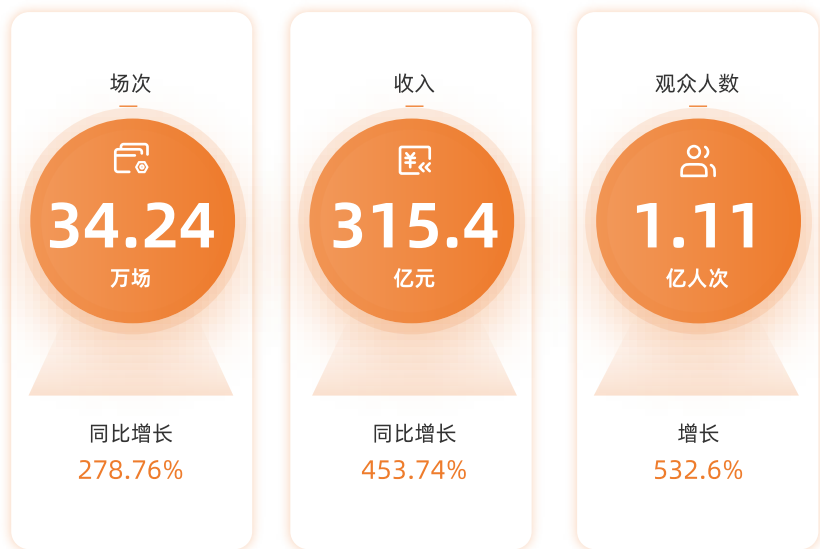 场次
34.24
万场
同比增长
278.76%
收入
¥
315.4
亿元
同比增长
453.74%
观众人数
1.11
亿人次
增长
532.6%